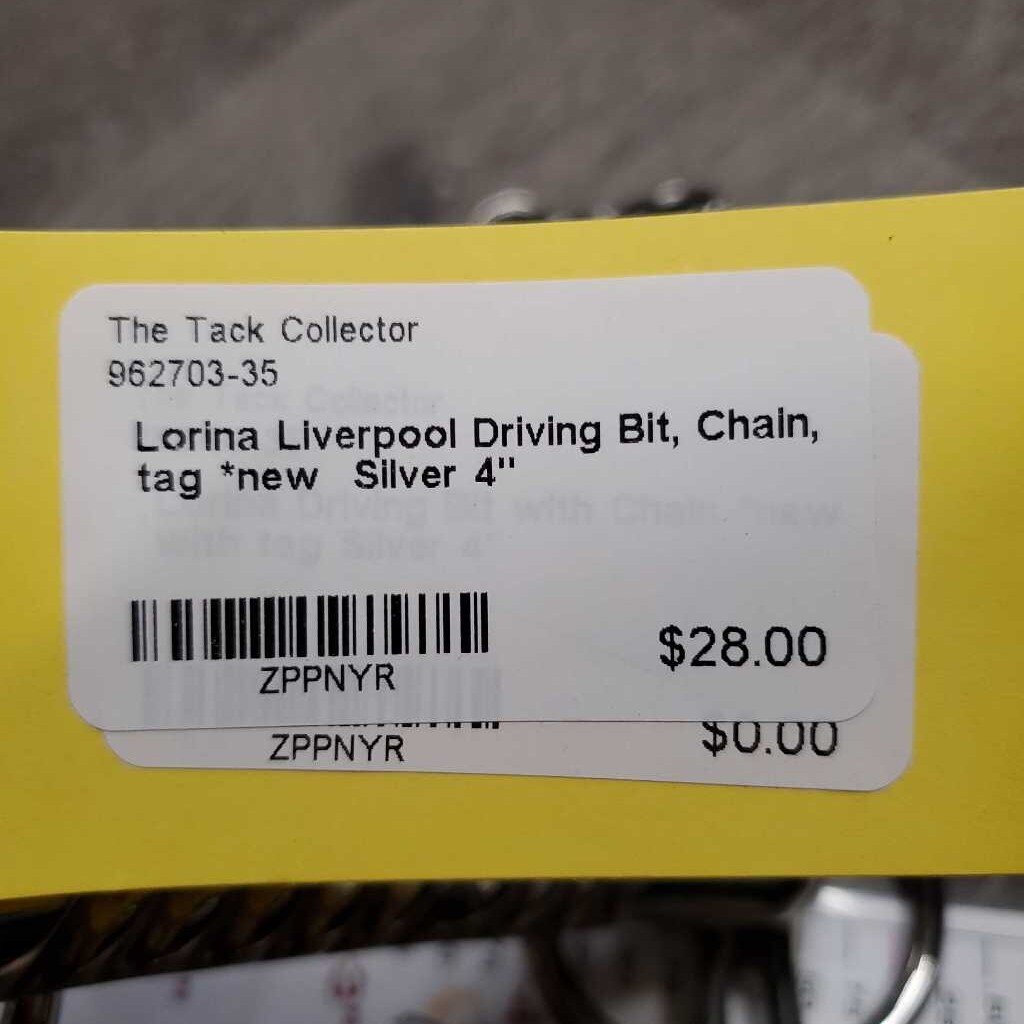 The Tack Collector
962703-35
Lorina Liverpool Driving Bit, Chain,
tag *new Silver 4"
$28.00
ZPPNYR
ZPPNYR
$0.00